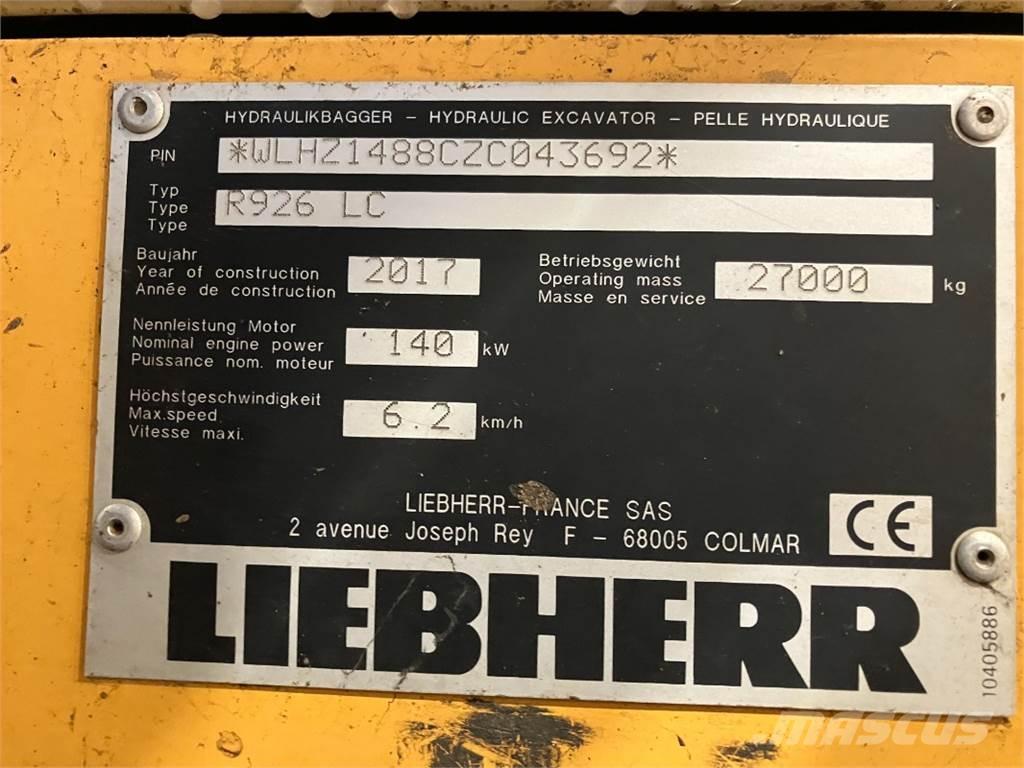 HYDRAULIKBAGGER – HYDRAULIC EXCAVATOR – PELLE HYDRAULIQUE
PIN *WLHZ1488CZC043692*
Typ
Type R926 LC
Type
Baujahr
Year of construction 2017
Année de construction
Betriebsgewicht
Operating mass 27000 kg
Masse en service
Nennleistung Motor
Nominal engine power 140 kW
Puissance nom. moteur
Höchstgeschwindigkeit
Max.speed 6.2 km/h
Vitesse maxi.
LIEBHERR-FRANCE SAS
2 avenue Joseph Rey F – 68005 COLMAR
CE
LIEBHERR
10405886
MASCUS